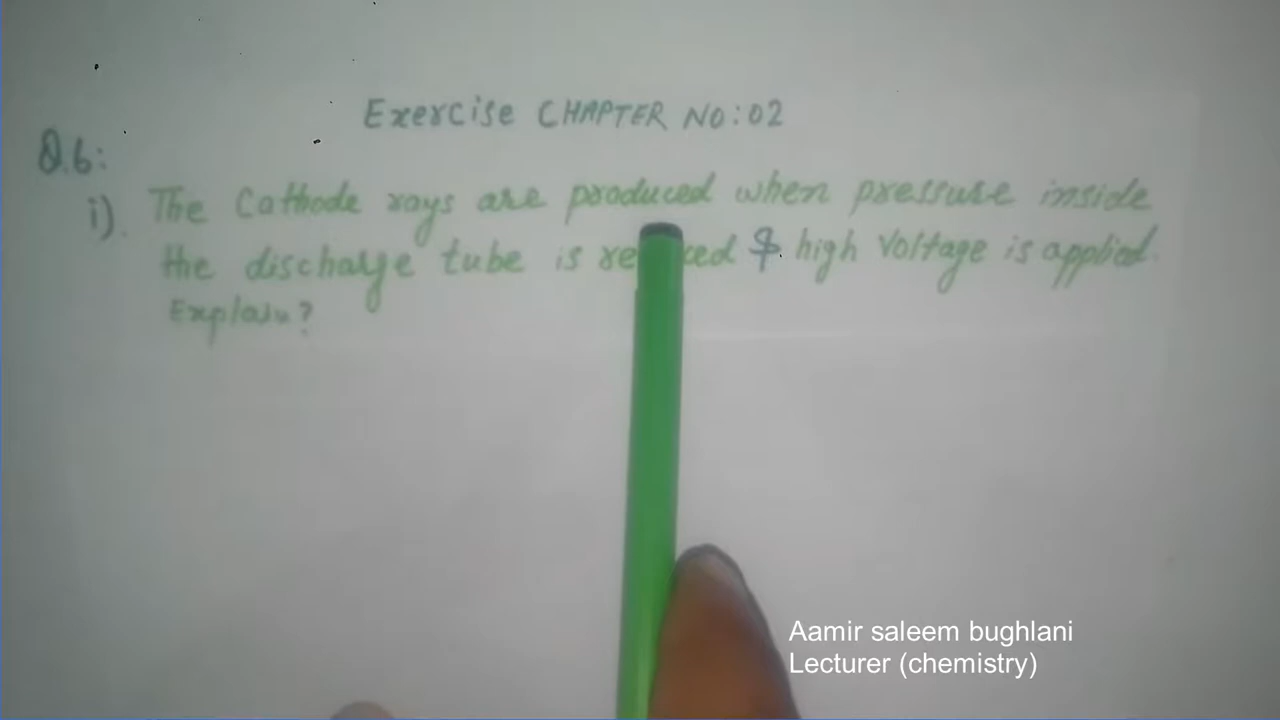 Exercise CHAPTER NO:02
Q.6:
i). The Cathode rays are produced when pressure inside
the discharge tube is & high Voltage is applied.
Explain?
Aamir saleem bughlani
Lecturer (chemistry)